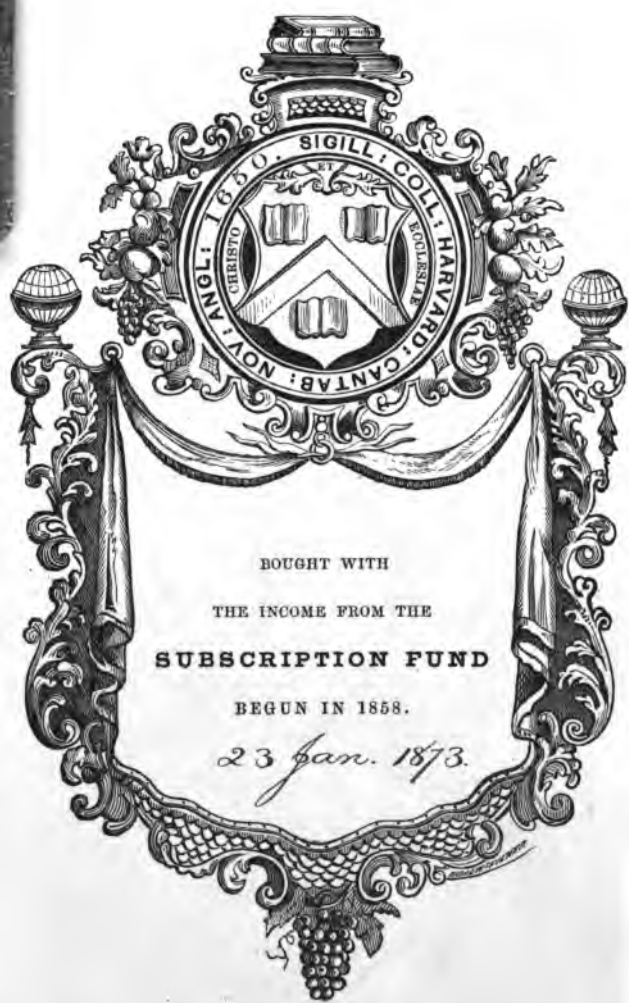 SIGILL: COLL: HARVARD: CANTAB: NOV: ANGL: 1650.
CHRISTO
ET
ECCLESIAE
BOUGHT WITH
THE INCOME FROM THE
SUBSCRIPTION FUND
BEGUN IN 1858.
23 Jan. 1873.